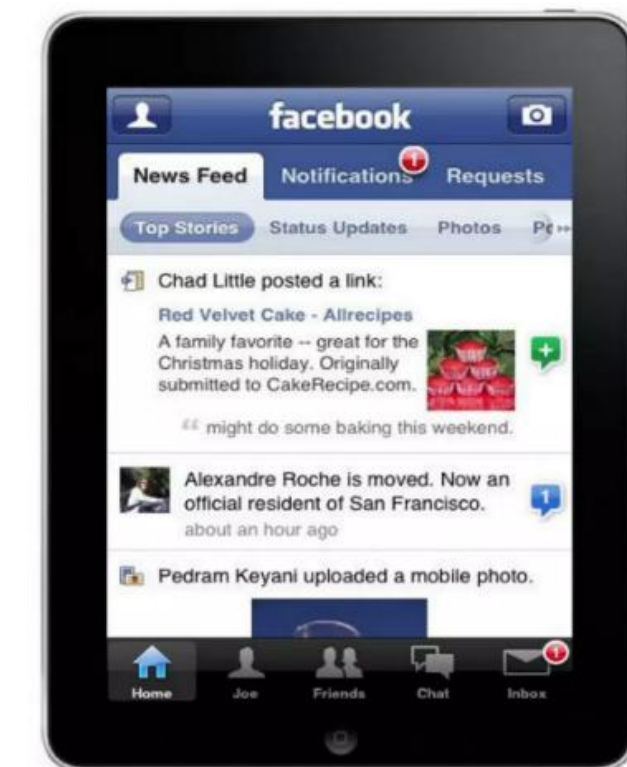 facebook
News Feed Notifications 1 Requests
Top Stories Status Updates Photos
Chad Little posted a link:
Red Velvet Cake - Allrecipes
A family favorite -- great for the
Christmas holiday. Originally
submitted to CakeRecipe.com.
“ might do some baking this weekend.
Alexandre Roche is moved. Now an
official resident of San Francisco.
1
about an hour ago
Pedram Keyani uploaded a mobile photo.
1
Home Joe Friends Chat Inbox